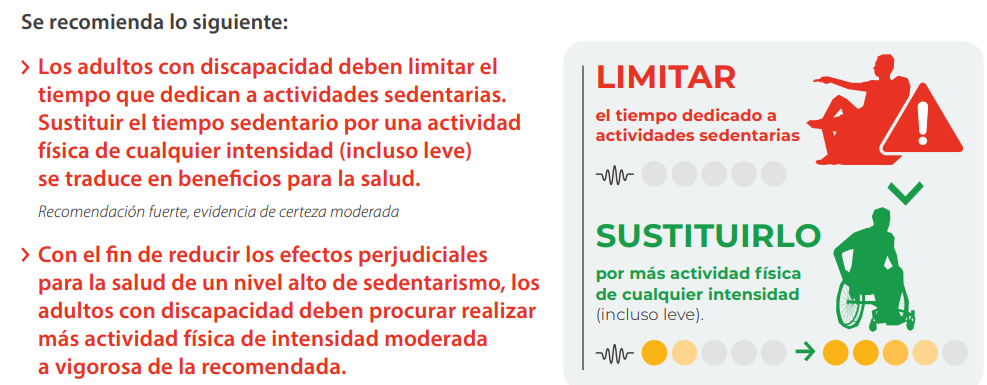 Se recomienda lo siguiente:
› Los adultos con discapacidad deben limitar el
tiempo que dedican a actividades sedentarias.
Sustituir el tiempo sedentario por una actividad
física de cualquier intensidad (incluso leve)
se traduce en beneficios para la salud.
Recomendación fuerte, evidencia de certeza moderada
› Con el fin de reducir los efectos perjudiciales
para la salud de un nivel alto de sedentarismo, los
adultos con discapacidad deben procurar realizar
más actividad física de intensidad moderada
a vigorosa de la recomendada.
LIMITAR
el tiempo dedicado a
actividades sedentarias
!
SUSTITUIRLO
por más actividad física
de cualquier intensidad
(incluso leve).